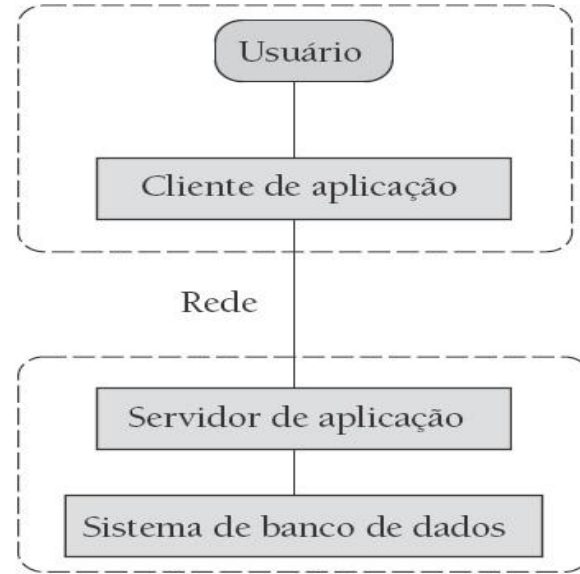 Usuário
Cliente de aplicação
Rede
Servidor de aplicação
Sistema de banco de dados